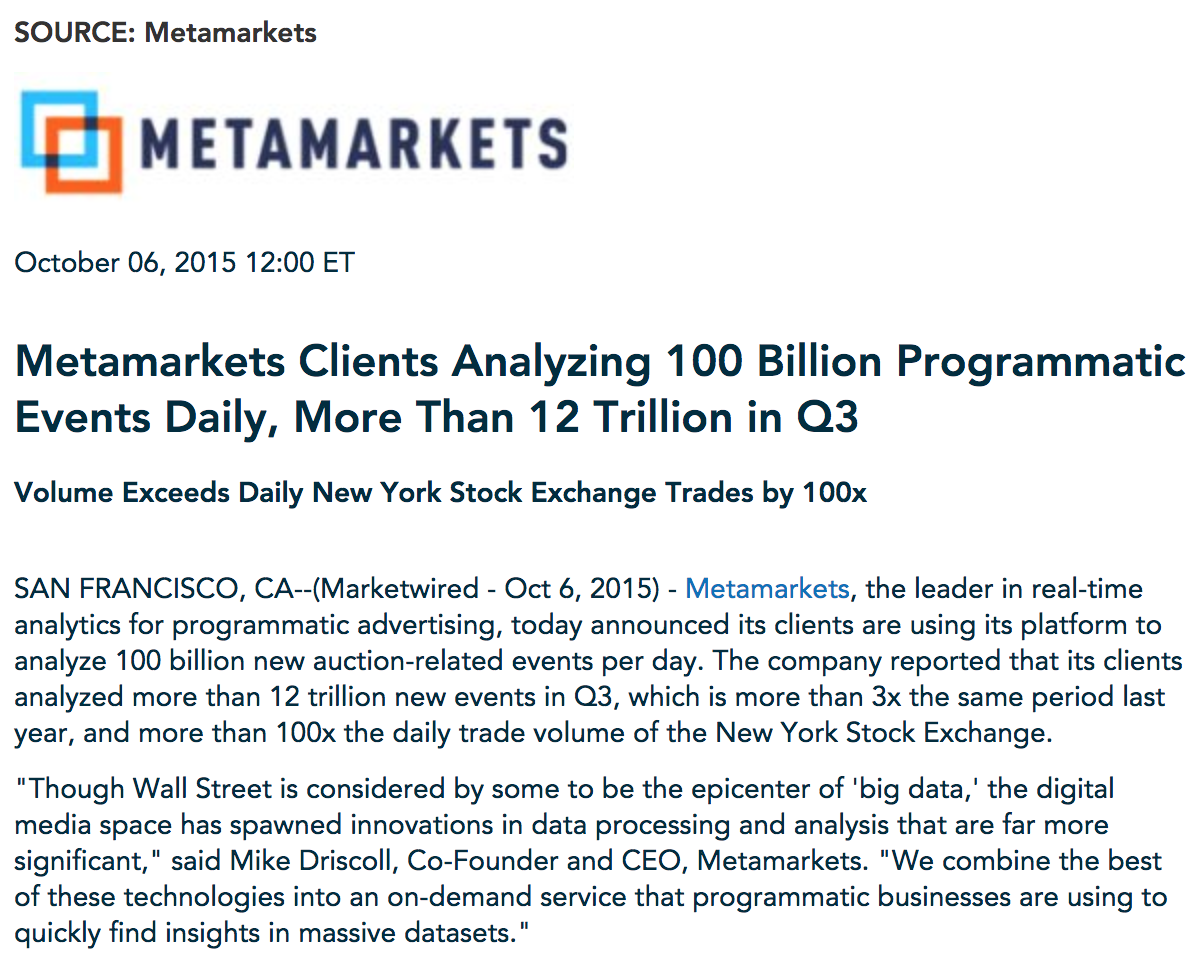 SOURCE: Metamarkets
METAMARKETS
October 06, 2015 12:00 ET
Metamarkets Clients Analyzing 100 Billion Programmatic
Events Daily, More Than 12 Trillion in Q3
Volume Exceeds Daily New York Stock Exchange Trades by 100x
SAN FRANCISCO, CA--(Marketwired - Oct 6, 2015) - Metamarkets, the leader in real-time
analytics for programmatic advertising, today announced its clients are using its platform to
analyze 100 billion new auction-related events per day. The company reported that its clients
analyzed more than 12 trillion new events in Q3, which is more than 3x the same period last
year, and more than 100x the daily trade volume of the New York Stock Exchange.
"Though Wall Street is considered by some to be the epicenter of 'big data,' the digital
media space has spawned innovations in data processing and analysis that are far more
significant," said Mike Driscoll, Co-Founder and CEO, Metamarkets. "We combine the best
of these technologies into an on-demand service that programmatic businesses are using to
quickly find insights in massive datasets."